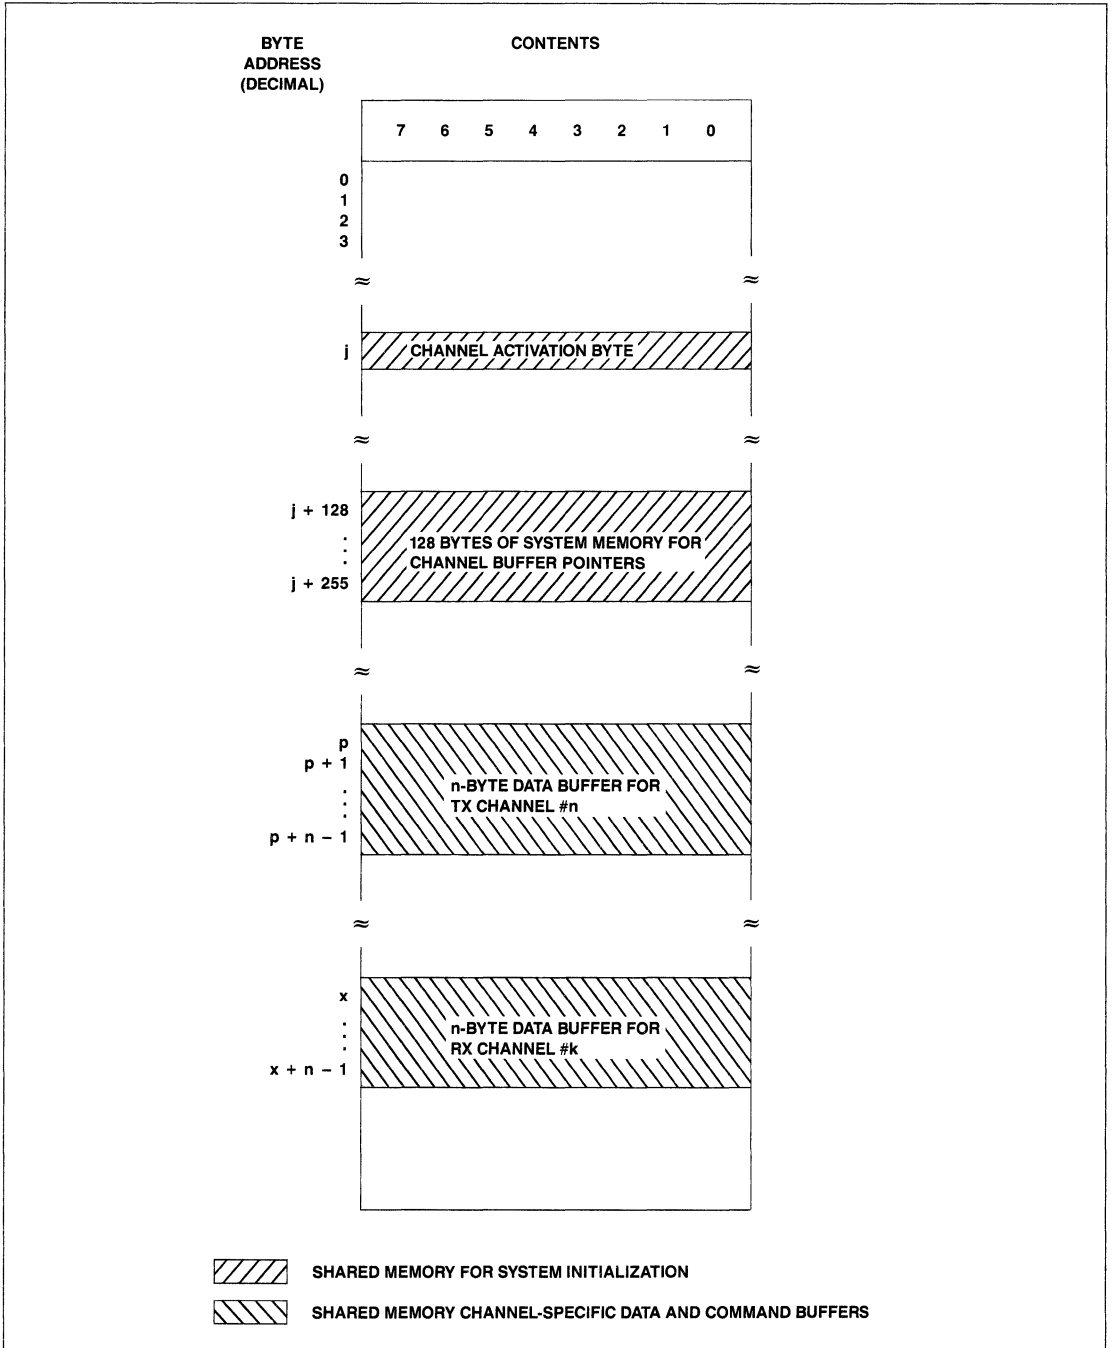 BYTE
ADDRESS
(DECIMAL)
CONTENTS
7 6 5 4 3 2 1 0
0
1
2
3
≈ ≈
j CHANNEL ACTIVATION BYTE
≈ ≈
j + 128
128 BYTES OF SYSTEM MEMORY FOR
CHANNEL BUFFER POINTERS
j + 255
≈ ≈
p
p + 1
n-BYTE DATA BUFFER FOR
TX CHANNEL #n
p + n – 1
≈ ≈
x
n-BYTE DATA BUFFER FOR
RX CHANNEL #k
x + n – 1
SHARED MEMORY FOR SYSTEM INITIALIZATION
SHARED MEMORY CHANNEL-SPECIFIC DATA AND COMMAND BUFFERS